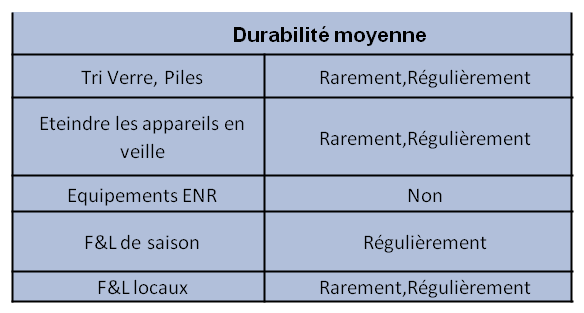 Durabilité moyenne
Tri Verre, Piles
Rarement,Régulièrement
Eteindre les appareils en
veille
Rarement,Régulièrement
Equipements ENR
Non
F&L de saison
Régulièrement
F&L locaux
Rarement,Régulièrement